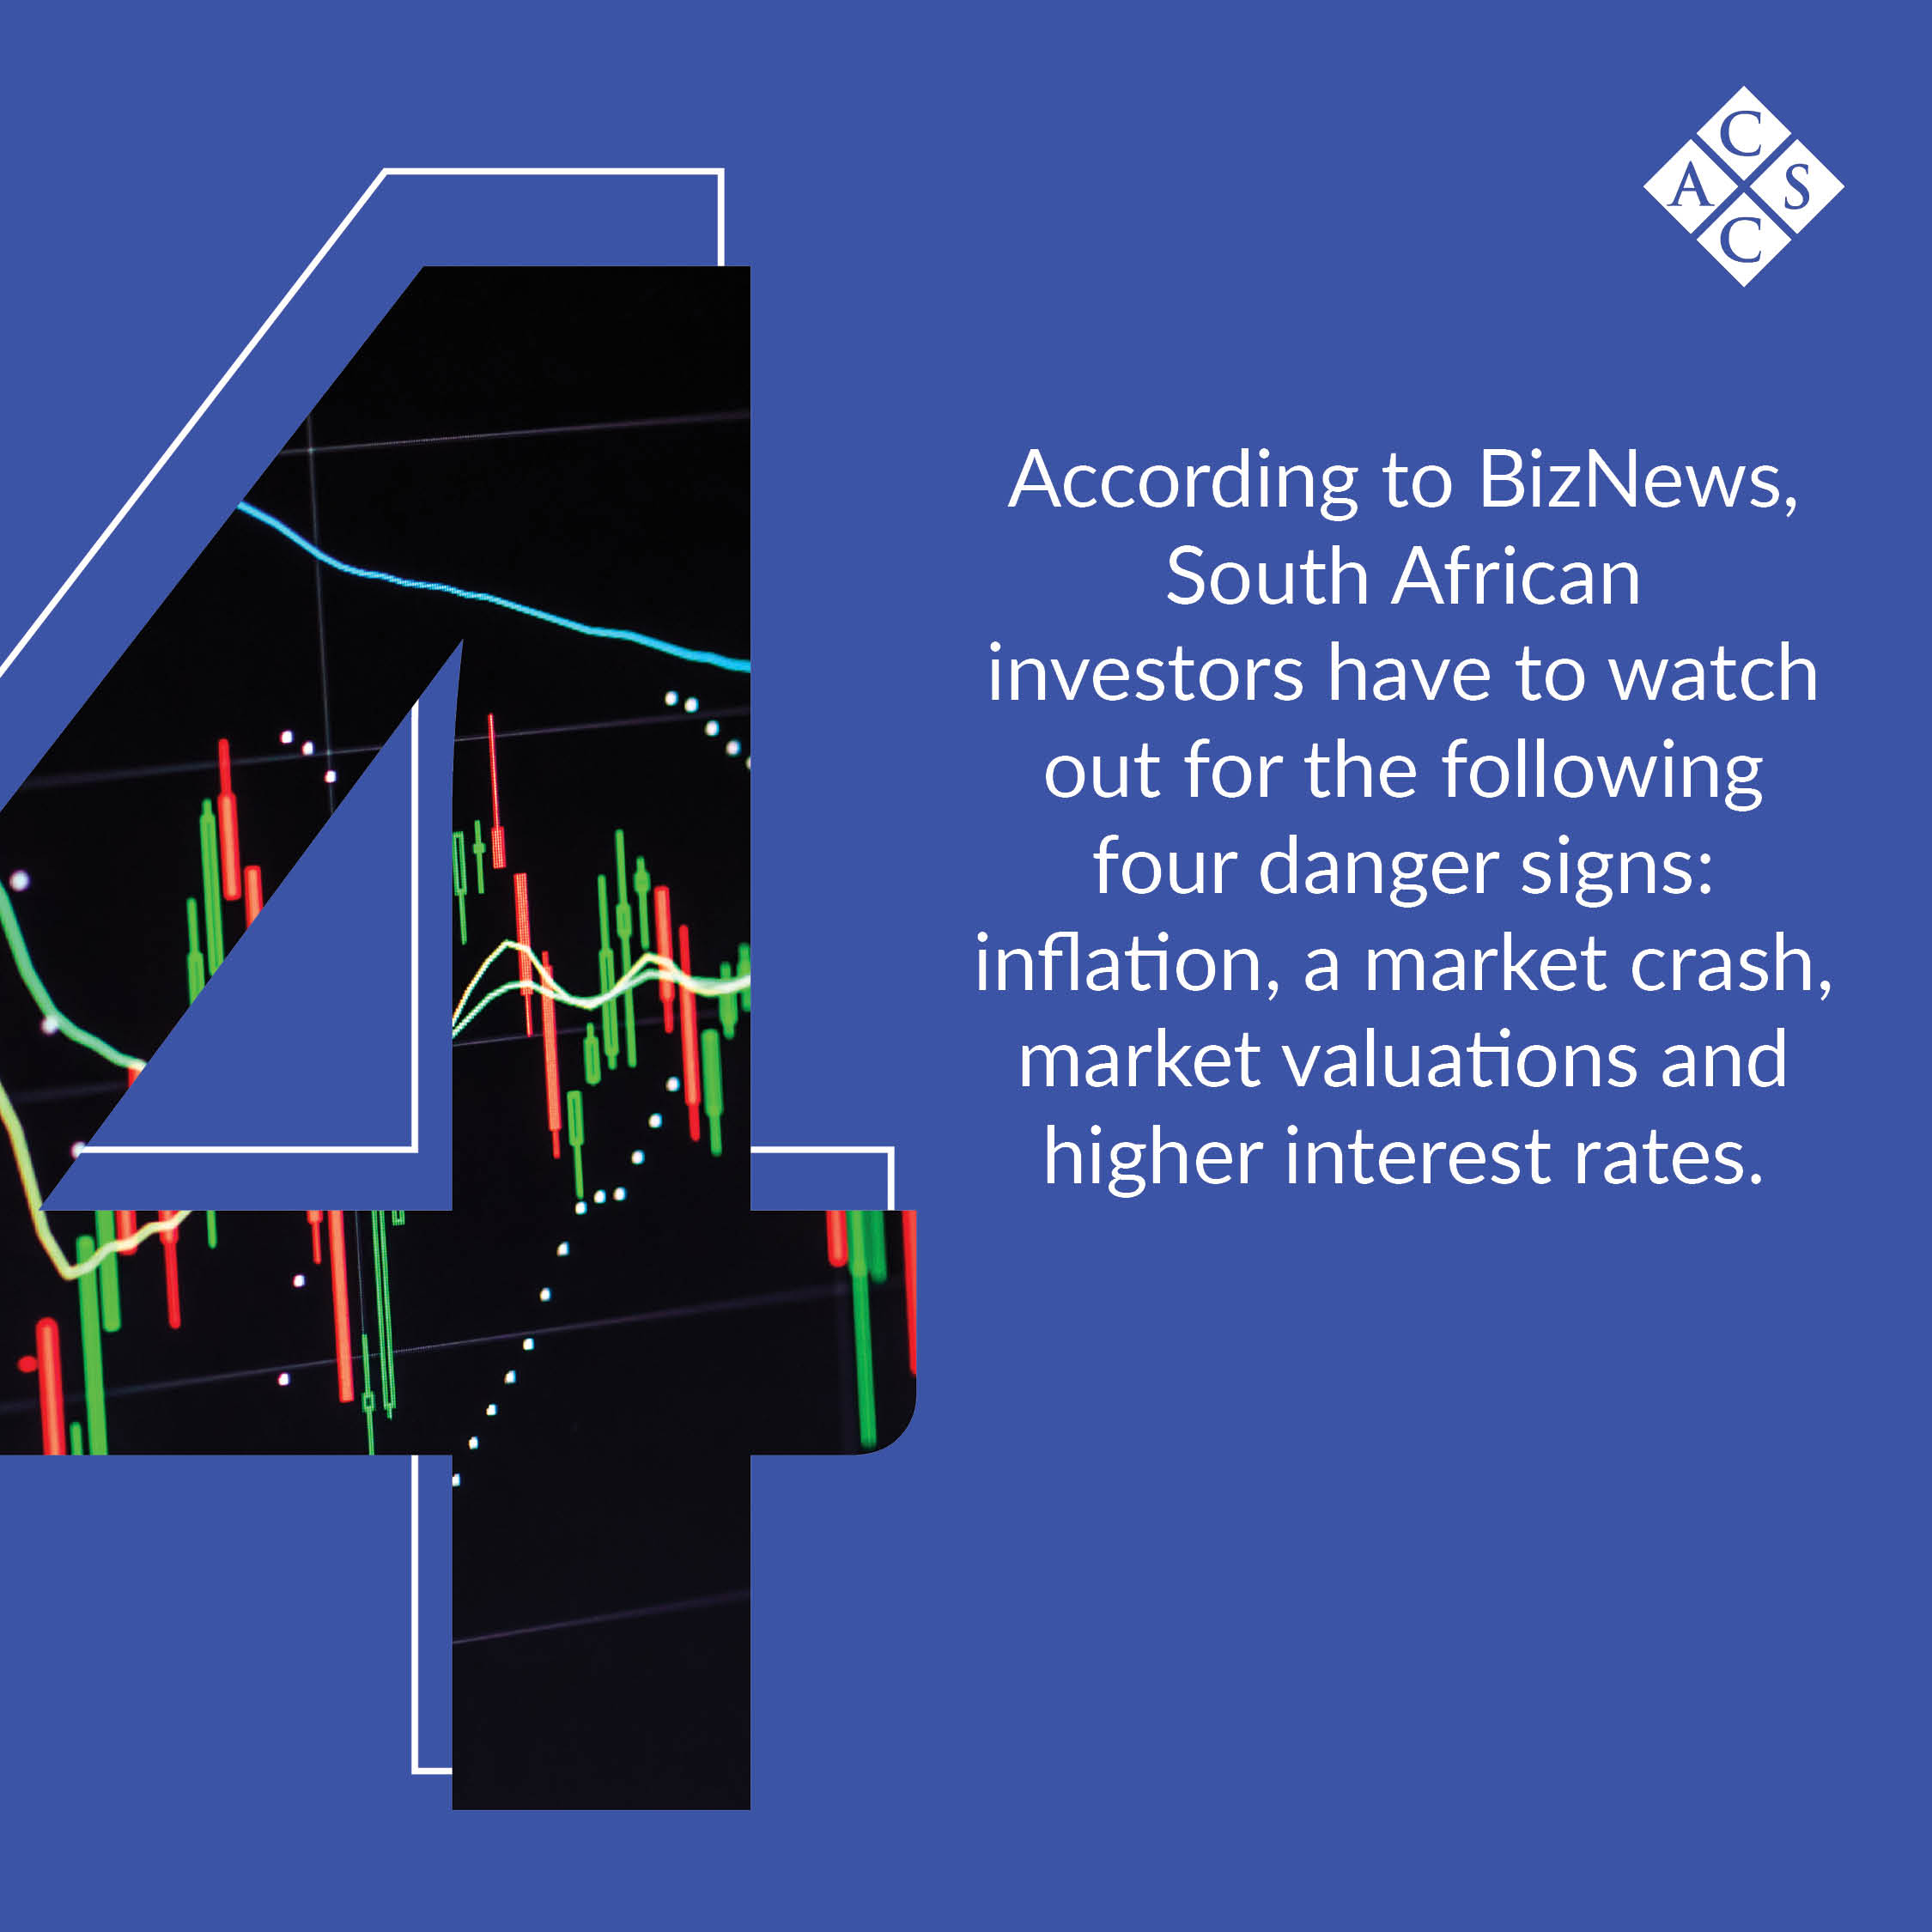 C
A S
C
4
According to BizNews,
South African
investors have to watch
out for the following
four danger signs:
inflation, a market crash,
market valuations and
higher interest rates.